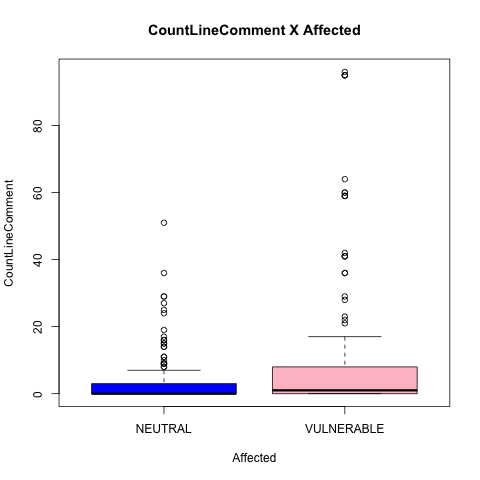 CountLineComment X Affected
CountLineComment
80
60
40
20
0
NEUTRAL
VULNERABLE
Affected